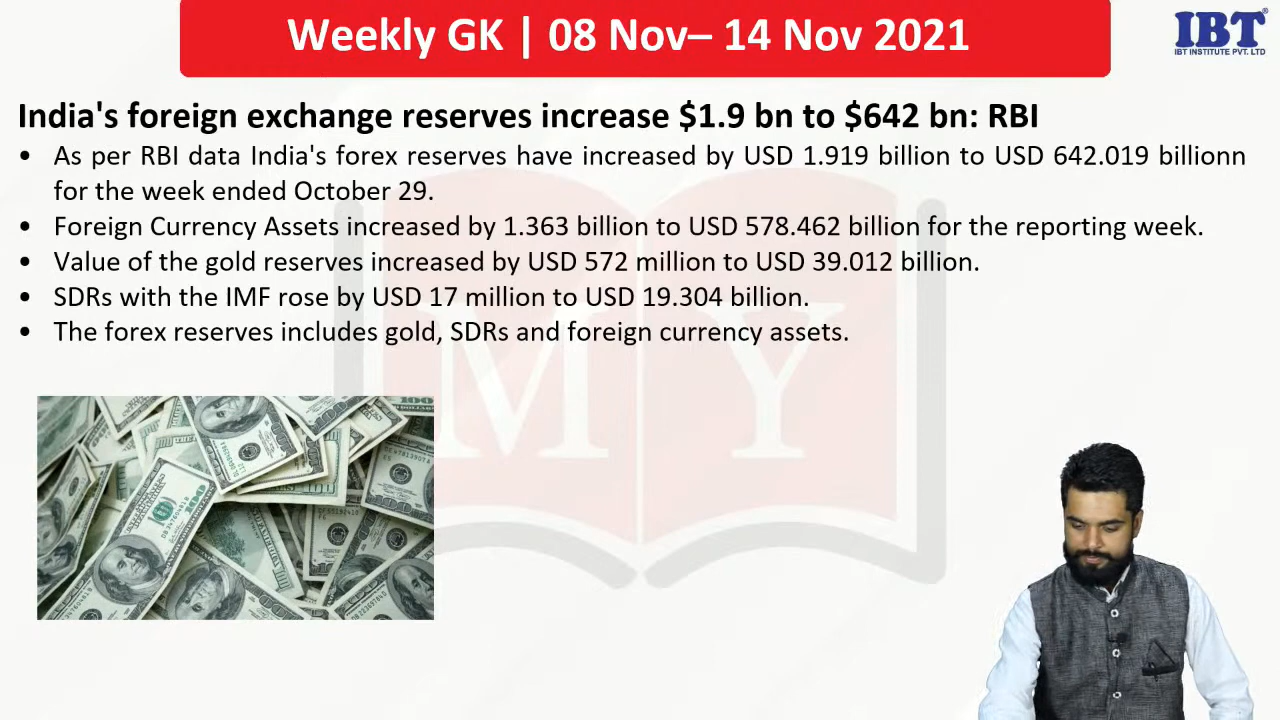 Weekly GK | 08 Nov– 14 Nov 2021
IBT®
IBT INSTITUTE PVT. LTD
India's foreign exchange reserves increase $1.9 bn to $642 bn: RBI
• As per RBI data India's forex reserves have increased by USD 1.919 billion to USD 642.019 billionn
for the week ended October 29.
• Foreign Currency Assets increased by 1.363 billion to USD 578.462 billion for the reporting week.
• Value of the gold reserves increased by USD 572 million to USD 39.012 billion.
• SDRs with the IMF rose by USD 17 million to USD 19.304 billion.
• The forex reserves includes gold, SDRs and foreign currency assets.
M Y
100
100
100
100